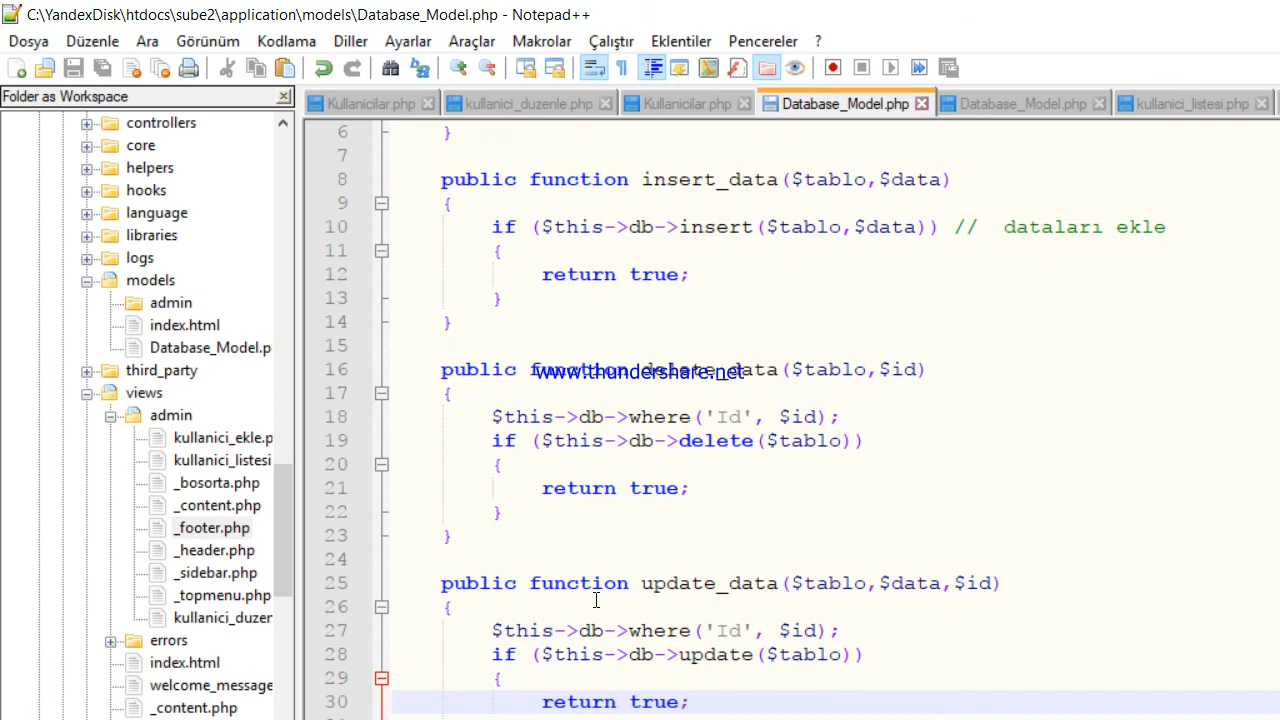 C:\YandexDisk\htdocs\sube2\application\models\Database_Model.php - Notepad++
Dosya Düzenle Ara Görünüm Kodlama Diller Ayarlar Araçlar Makrolar Çalıştır Eklentiler Pencereler ?
Folder as Workspace
Kullanicilar.php kullanici_duzenle.php Kullanicilar.php Database_Model.php Database_Model.php kullanici_listesi.php
controllers
core
helpers
hooks
language
libraries
logs
models
admin
index.html
Database_Model.p
third_party
views
admin
kullanici_ekle.p
kullanici_listesi
_bosorta.php
_content.php
_footer.php
_header.php
_sidebar.php
_topmenu.php
kullanici_duzer
errors
index.html
welcome_message
_content.php
6 }
7
8 public function insert_data($tablo,$data)
9 {
10 if ($this->db->insert($tablo,$data)) // dataları ekle
11 {
12 return true;
13 }
14 }
15
16 public function delete_data($tablo,$id)
www.thundershare.net
17 {
18 $this->db->where('Id', $id);
19 if ($this->db->delete($tablo))
20 {
21 return true;
22 }
23 }
24
25 public function update_data($tablo,$data,$id)
26 {
27 $this->db->where('Id', $id);
28 if ($this->db->update($tablo))
29 {
30 return true;